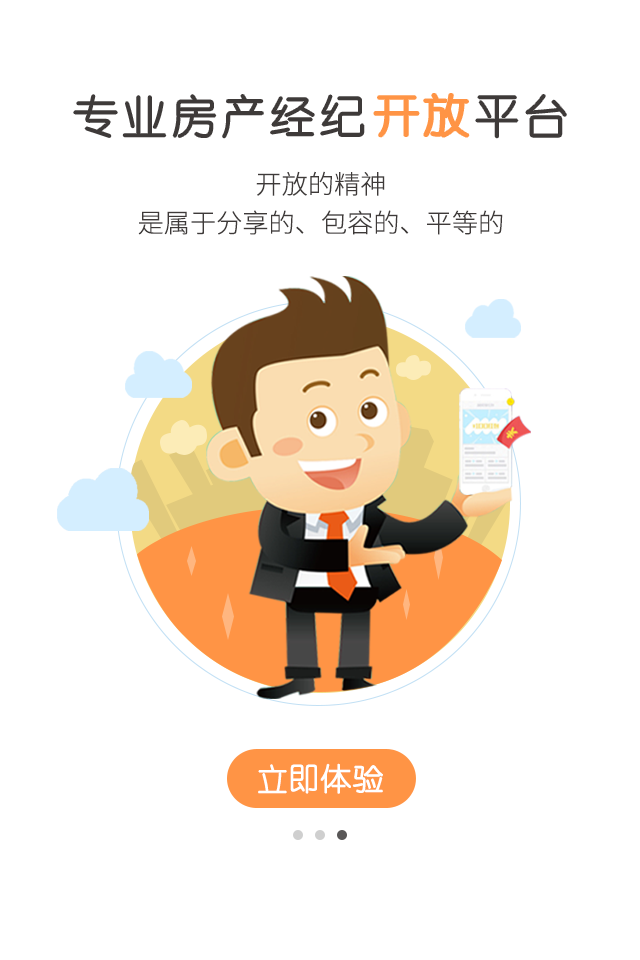 专业房产经纪开放平台
开放的精神
是属于分享的、包容的、平等的
¥
立即体验